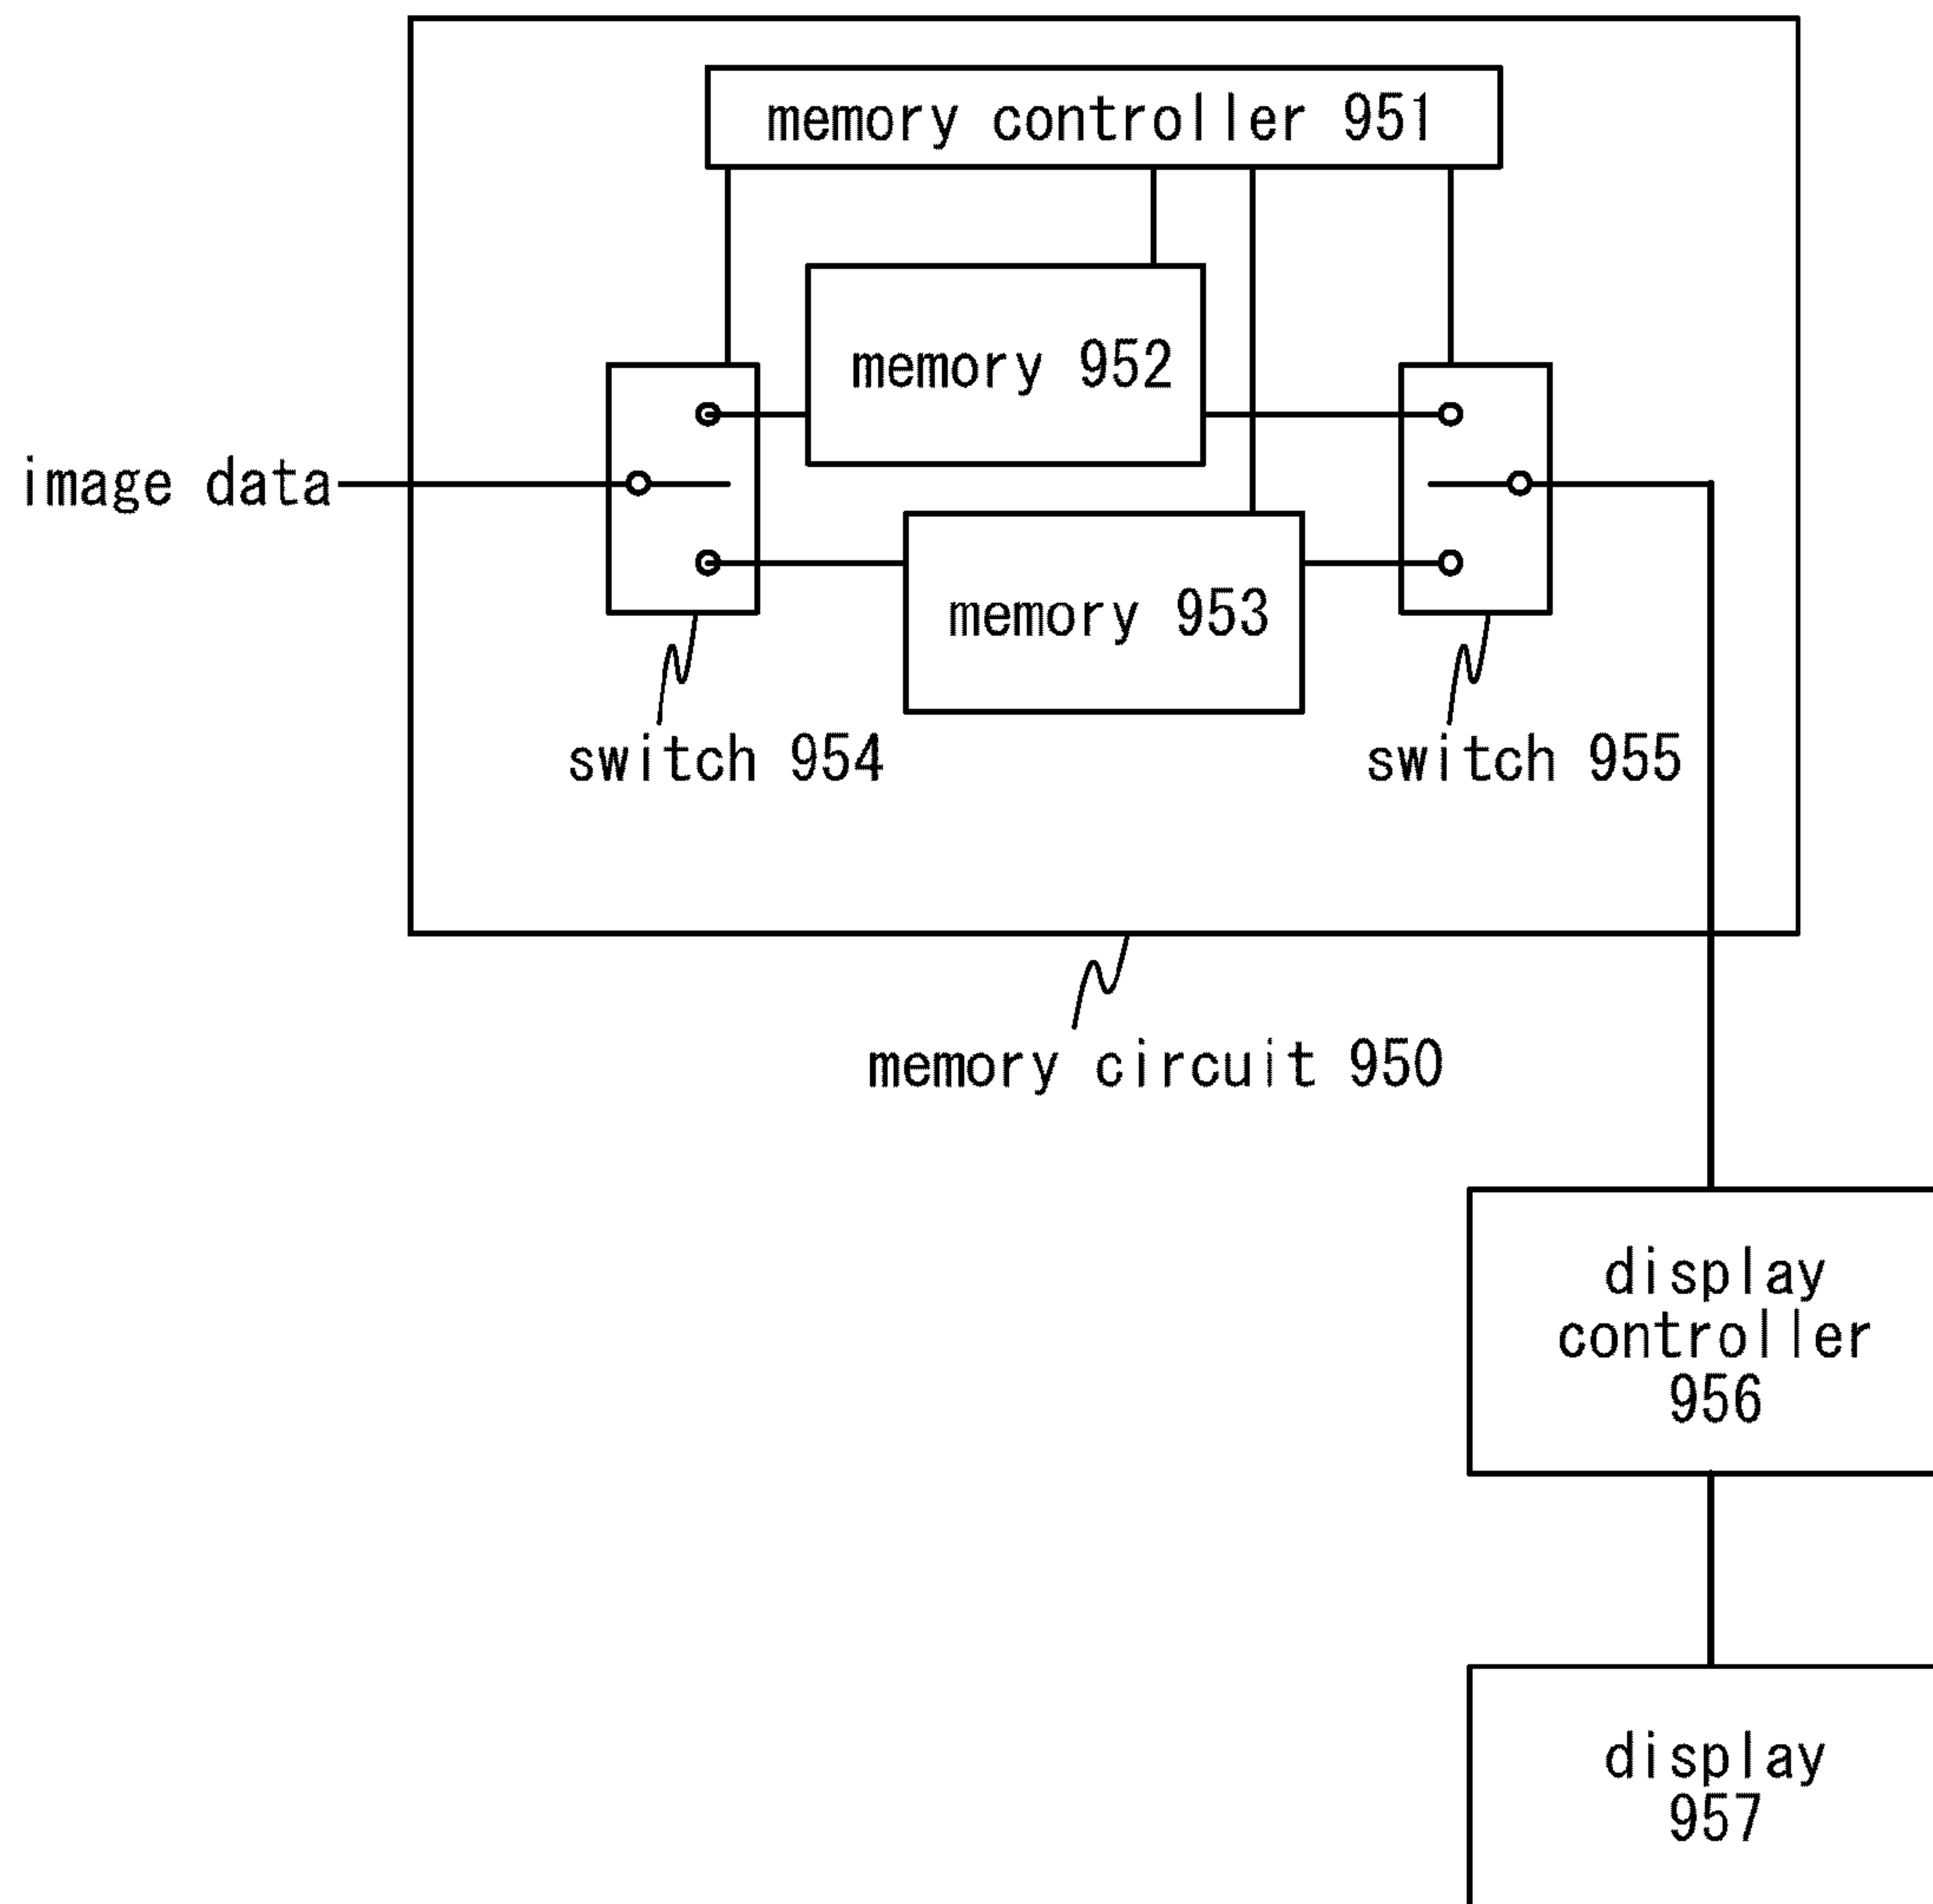 memory controller 951
memory 952
image data
memory 953
switch 954
switch 955
memory circuit 950
display
controller
956
display
957